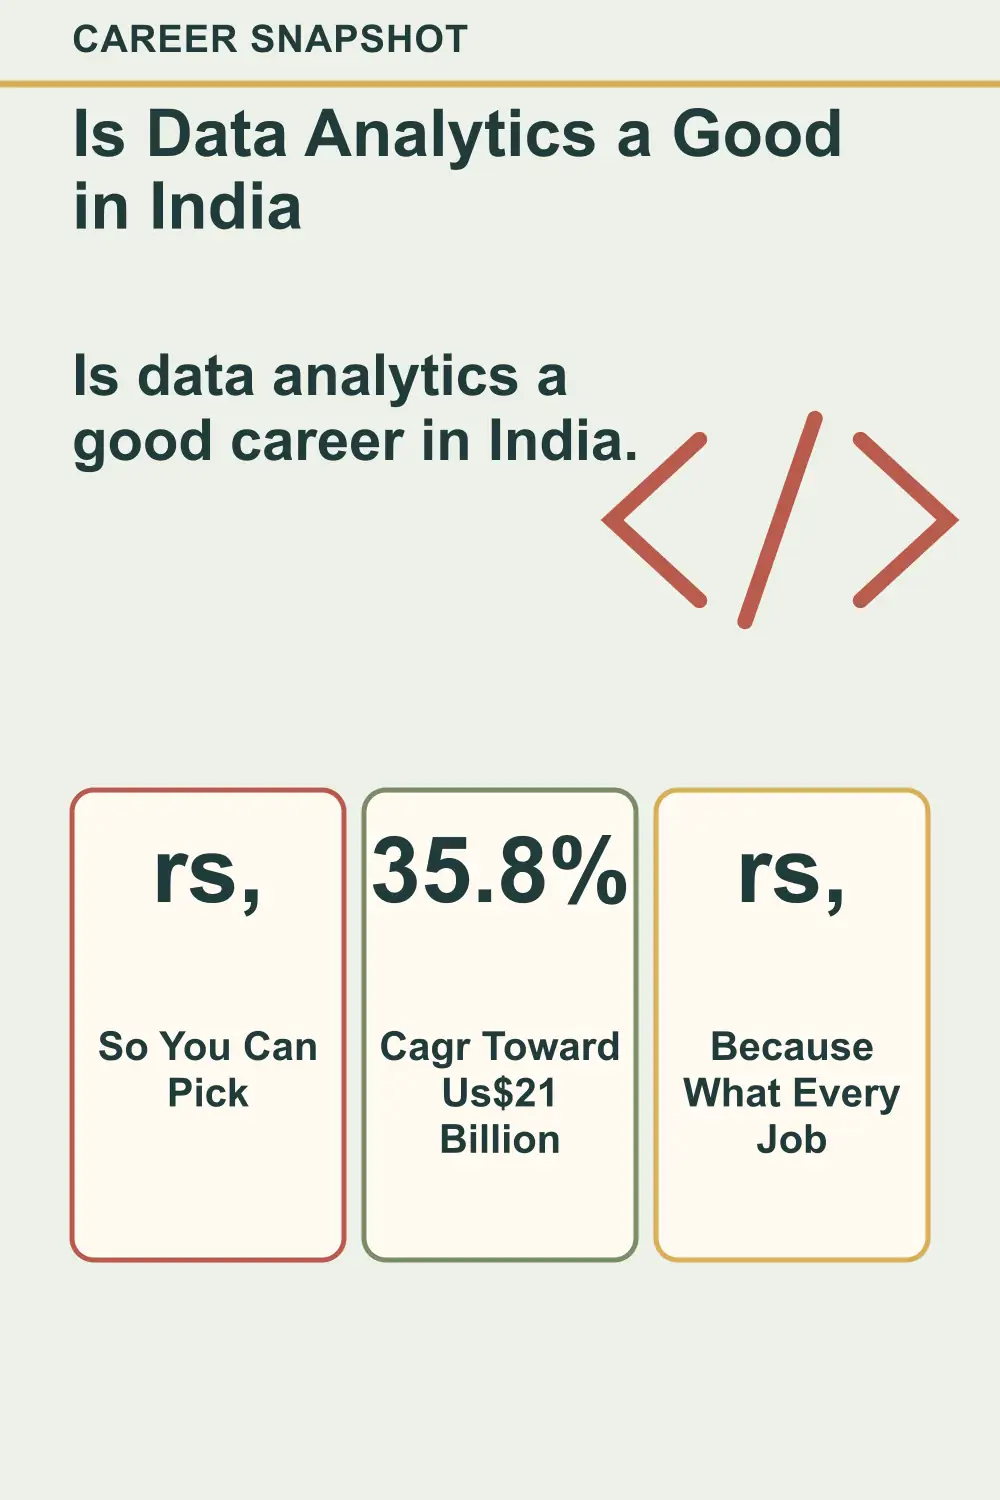 CAREER SNAPSHOT
Is Data Analytics a Good
in India
Is data analytics a
good career in India.
</>
rs,
So You Can
Pick
35.8%
Cagr Toward
Us$21
Billion
rs,
Because
What Every
Job